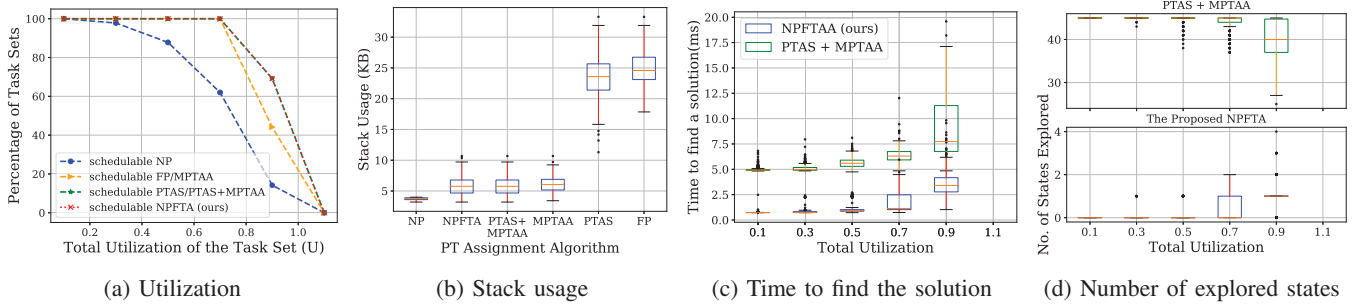 100
80
60
40
20
0
Percentage of Task Sets
schedulable NP
schedulable FP/MPTAA
schedulable PTAS/PTAS+MPTAA
schedulable NPFTA (ours)
0.2 0.4 0.6 0.8 1.0
Total Utilization of the Task Set (U)
(a) Utilization
35
25
15
5
Stack Usage (KB)
NP NPFTA PTAS+ MPTAA PTAS FP
MPTAA
PT Assignment Algorithm
(b) Stack usage
20.0
17.5
15.0
12.5
10.0
7.5
5.0
2.5
0.0
Time to find a solution(ms)
NPFTAA (ours)
PTAS + MPTAA
0.1 0.3 0.5 0.7 0.9 1.1
Total Utilization
(c) Time to find the solution
PTAS + MPTAA
40
30
The Proposed NPFTA
4
2
0
No. of States Explored
0.1 0.3 0.5 0.7 0.9 1.1
Total Utilization
(d) Number of explored states